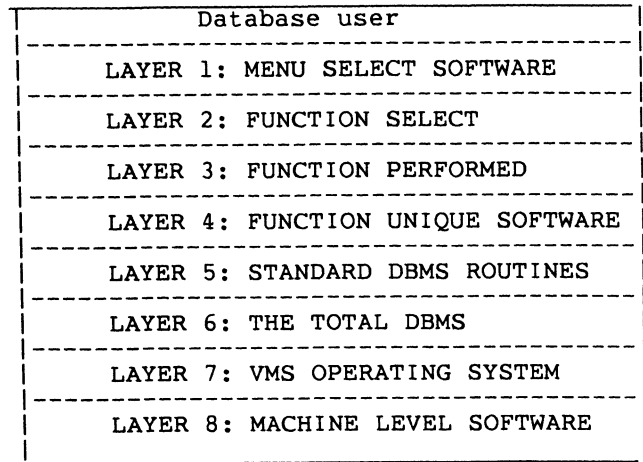 Database user
LAYER 1: MENU SELECT SOFTWARE
LAYER 2: FUNCTION SELECT
LAYER 3: FUNCTION PERFORMED
LAYER 4: FUNCTION UNIQUE SOFTWARE
LAYER 5: STANDARD DBMS ROUTINES
LAYER 6: THE TOTAL DBMS
LAYER 7: VMS OPERATING SYSTEM
LAYER 8: MACHINE LEVEL SOFTWARE